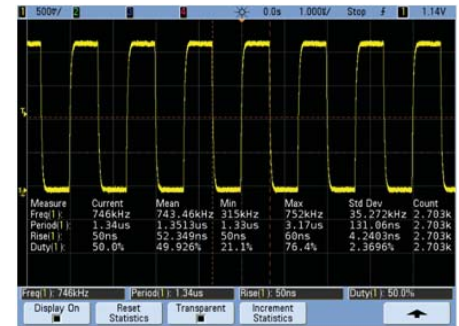 1 500▽/ 2 3 4 0.0s 1.000▽/ Stop 1 1.14V
Measure Current Mean Min Max Std Dev Count
Freq(1): 746kHz 743.46kHz 315kHz 752kHz 35.272kHz 2.703k
Period(1): 1.34us 1.3513us 1.33us 3.17us 131.06ns 2.703k
Rise(1): 50ns 52.349ns 50ns 60ns 4.2403ns 2.703k
Duty(1): 50.0% 49.926% 21.1% 76.4% 2.3696% 2.703k
Freq(1): 746kHz Period(1): 1.34us Rise(1): 50ns Duty(1): 50.0%
Display On Reset Statistics Transparent Increment Statistics